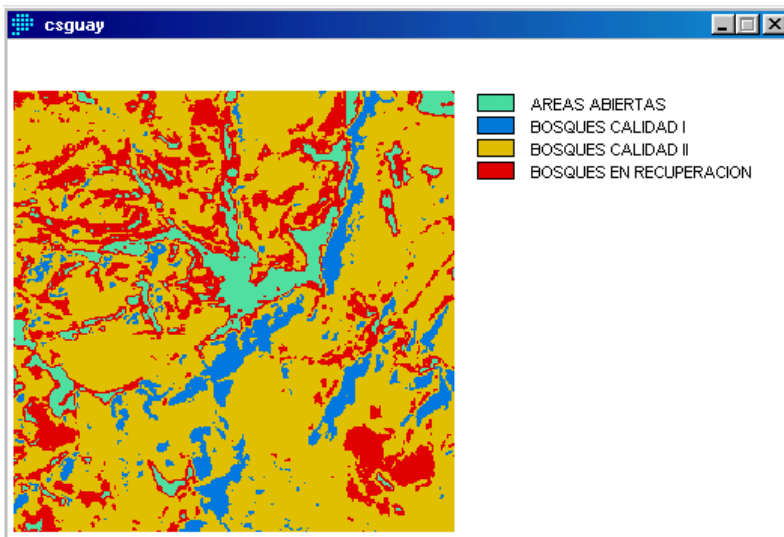 csguay
AREAS ABIERTAS
BOSQUES CALIDAD I
BOSQUES CALIDAD II
BOSQUES EN RECUPERACION